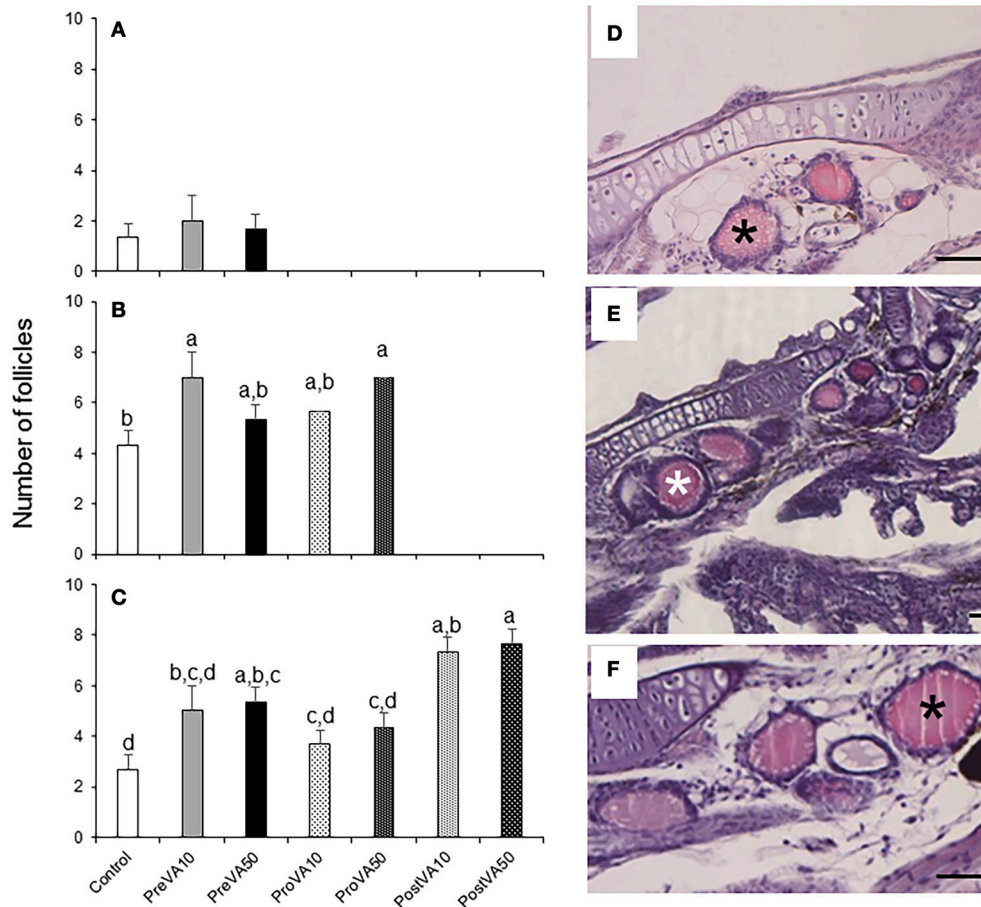 A
10
8
6
4
2
0
Number of follicles
B
10
8
6
4
2
0
b
a
a,b
a,b
a
C
10
8
6
4
2
0
d
b,c,d
a,b,c
c,d
c,d
a,b
a
Control
PreVA10
PreVA50
ProVA10
ProVA50
PostVA10
PostVA50
D
*
E
*
F
*